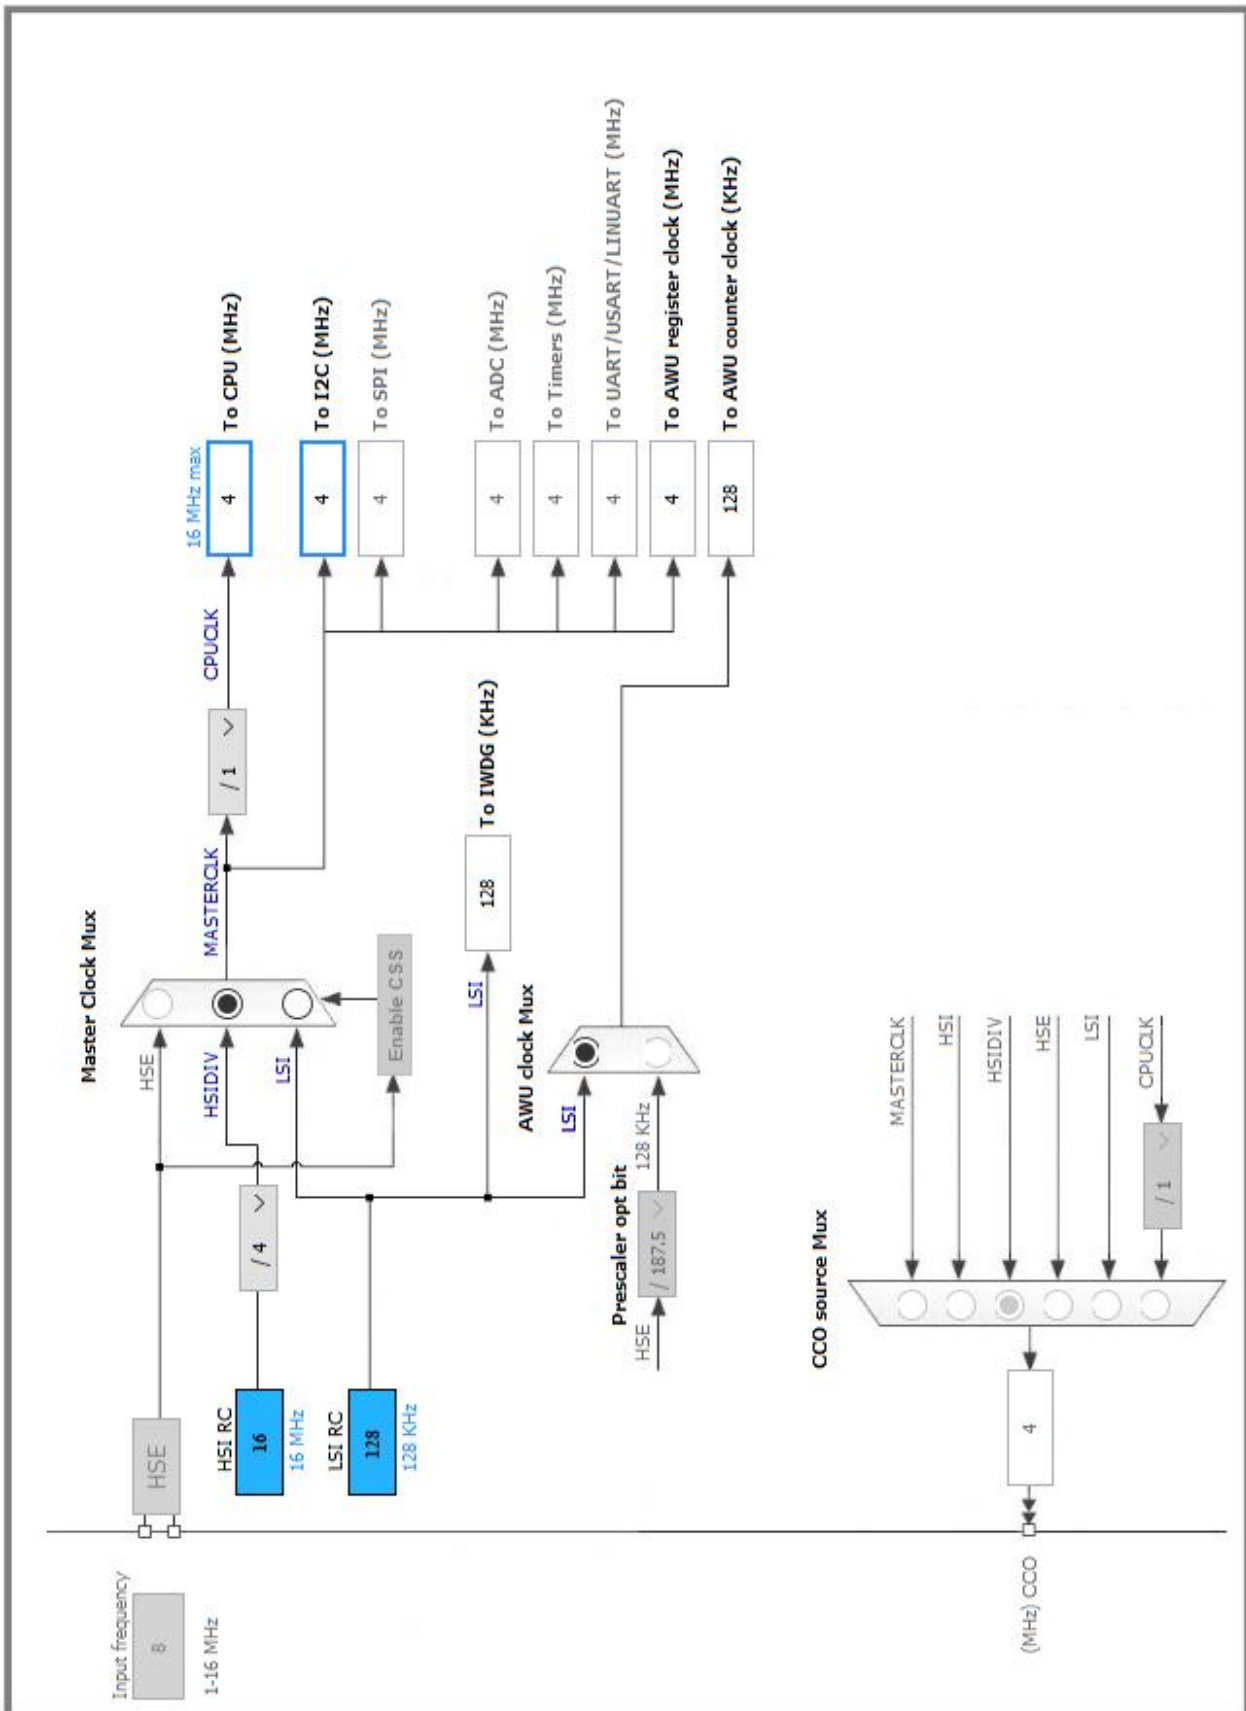 Input frequency
8
1-16 MHz
HSE
HSI RC
16
16 MHz
LSI RC
128
128 KHz
/ 4
HSE
HSIDIV
LSI
Master Clock Mux
Enable CSS
MASTERCLK
/ 1
CPUCLK
16 MHz max
4
To CPU (MHz)
4
To I2C (MHz)
4
To SPI (MHz)
4
To ADC (MHz)
4
To Timers (MHz)
4
To UART/USART/LINUART (MHz)
4
To AWU register clock (MHz)
128
To AWU counter clock (KHz)
LSI
128
To IWDG (KHz)
AWU clock Mux
LSI
Prescaler opt bit
HSE
/ 187.5
128 KHz
CCO source Mux
MASTERCLK
HSI
HSIDIV
HSE
LSI
CPUCLK
/ 1
4
(MHz) CCO